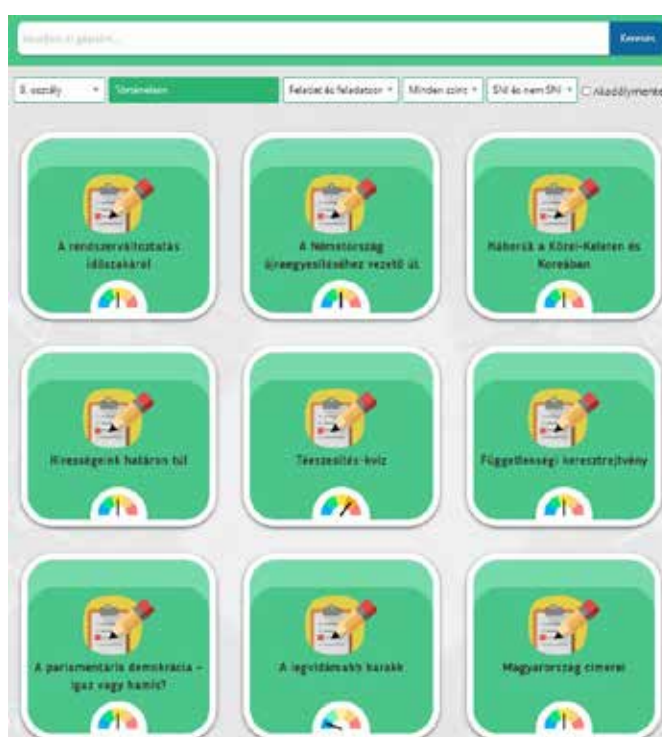 Keresés
8. osztály
Történelem
Feladat és feladatsor
Minden szint
SNI és nem SNI
Akadálymentes
A rendszerváltoztatás
időszakáról
A Németország
újraegyesítéséhez vezető út
Háborúk a Közel-Keleten és
Koreában
Hírességeink határon túl
Téeszesítés-kvíz
Függetlenségi keresztrejtvény
A parlamentáris demokrácia –
igaz vagy hamis?
A legvidámabb barakk
Magyarország címerei